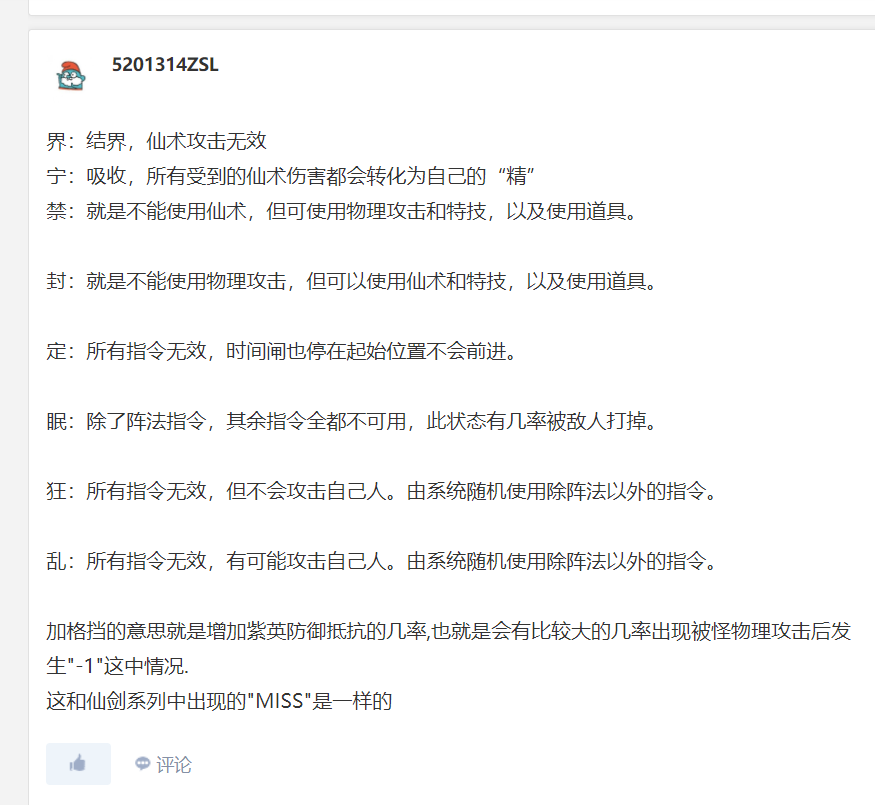 5201314ZSL
界：结界，仙术攻击无效
宁：吸收，所有受到的仙术伤害都会转化为自己的“精”
禁：就是不能使用仙术，但可使用物理攻击和特技，以及使用道具。
封：就是不能使用物理攻击，但可以使用仙术和特技，以及使用道具。
定：所有指令无效，时间闸也停在起始位置不会前进。
眠：除了阵法指令，其余指令全都不可用，此状态有几率被敌人打掉。
狂：所有指令无效，但不会攻击自己人。由系统随机使用除阵法以外的指令。
乱：所有指令无效，有可能攻击自己人。由系统随机使用除阵法以外的指令。
加格挡的意思就是增加紫英防御抵抗的几率,也就是会有比较大的几率出现被怪物理攻击后发
生"-1"这中情况.
这和仙剑系列中出现的"MISS"是一样的
评论